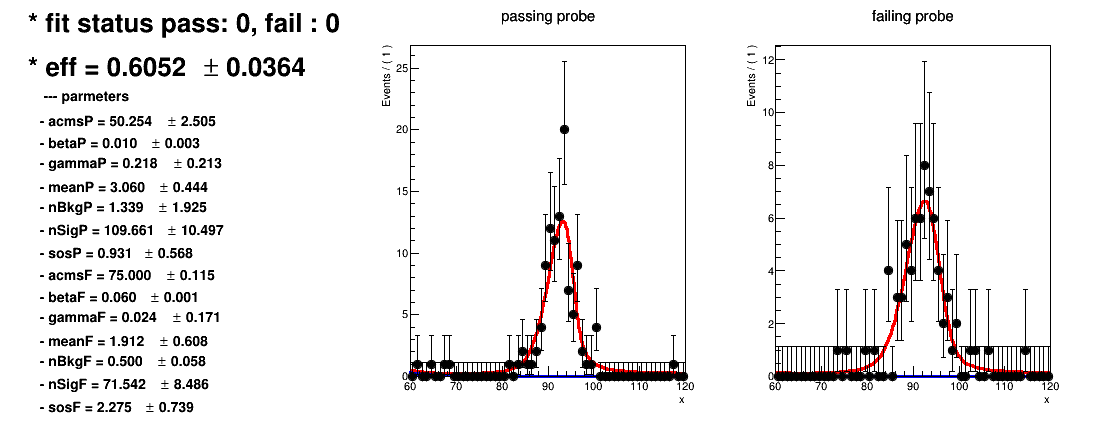 * fit status pass: 0, fail : 0
* eff = 0.6052 ± 0.0364
--- parmeters
- acmsP = 50.254 ± 2.505
- betaP = 0.010 ± 0.003
- gammaP = 0.218 ± 0.213
- meanP = 3.060 ± 0.444
- nBkgP = 1.339 ± 1.925
- nSigP = 109.661 ± 10.497
- sosP = 0.931 ± 0.568
- acmsF = 75.000 ± 0.115
- betaF = 0.060 ± 0.001
- gammaF = 0.024 ± 0.171
- meanF = 1.912 ± 0.608
- nBkgF = 0.500 ± 0.058
- nSigF = 71.542 ± 8.486
- sosF = 2.275 ± 0.739
passing probe
Events / ( 1 )
25
20
15
10
5
0
60 70 80 90 100 110 120
x
failing probe
Events / ( 1 )
12
10
8
6
4
2
0
60 70 80 90 100 110 120
x